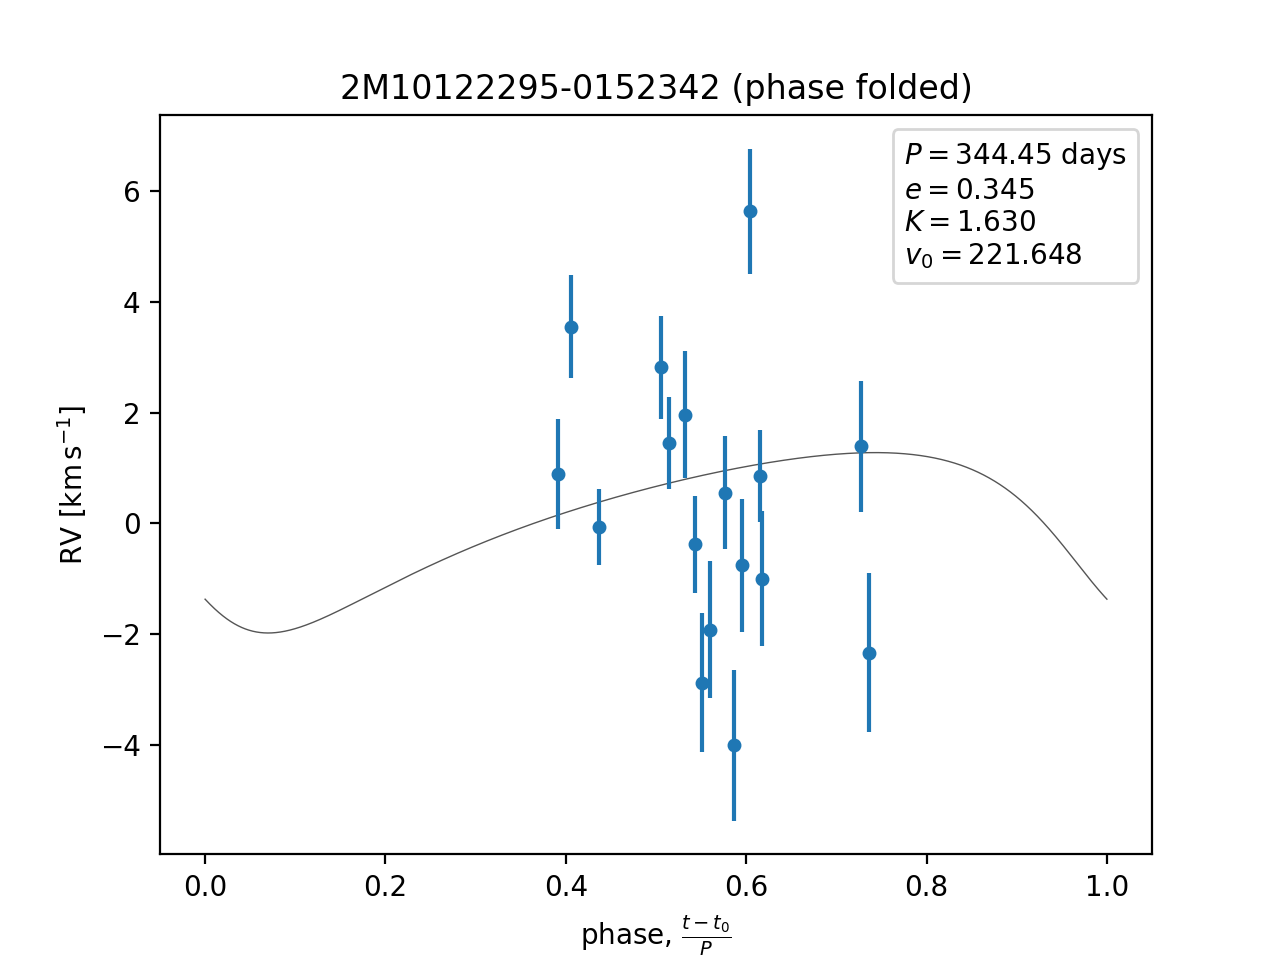 2M10122295-0152342 (phase folded)
P = 344.45 days
e = 0.345
K = 1.630
v₀ = 221.648
RV [km s⁻¹]
6
4
2
0
−2
−4
0.0 0.2 0.4 0.6 0.8 1.0
phase, (t − t₀)/P